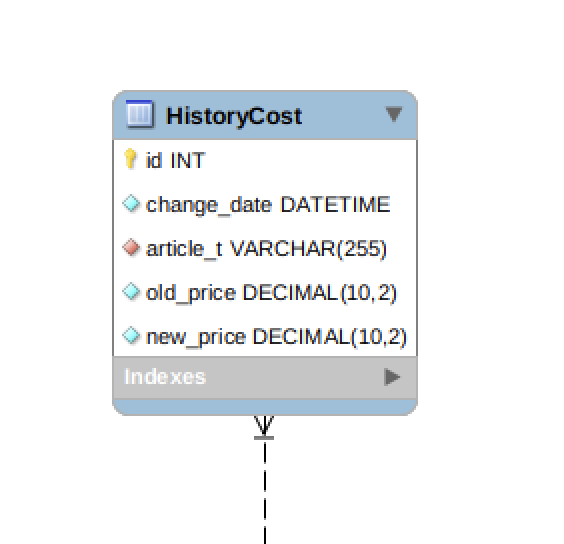 HistoryCost
id INT
change_date DATETIME
article_t VARCHAR(255)
old_price DECIMAL(10,2)
new_price DECIMAL(10,2)
Indexes